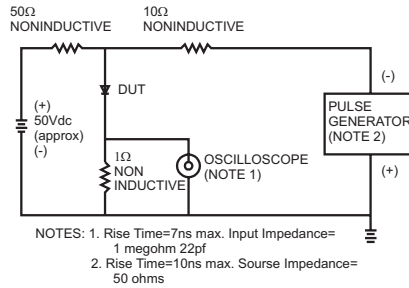 50Ω
NONINDUCTIVE
10Ω
NONINDUCTIVE
DUT
(+)
50Vdc
(approx)
(-)
1Ω
NON
INDUCTIVE
OSCILLOSCOPE
(NOTE 1)
(-)
PULSE
GENERATOR
(NOTE 2)
(+)
NOTES: 1. Rise Time=7ns max. Input Impedance=
1 megohm 22pf
2. Rise Time=10ns max. Sourse Impedance=
50 ohms